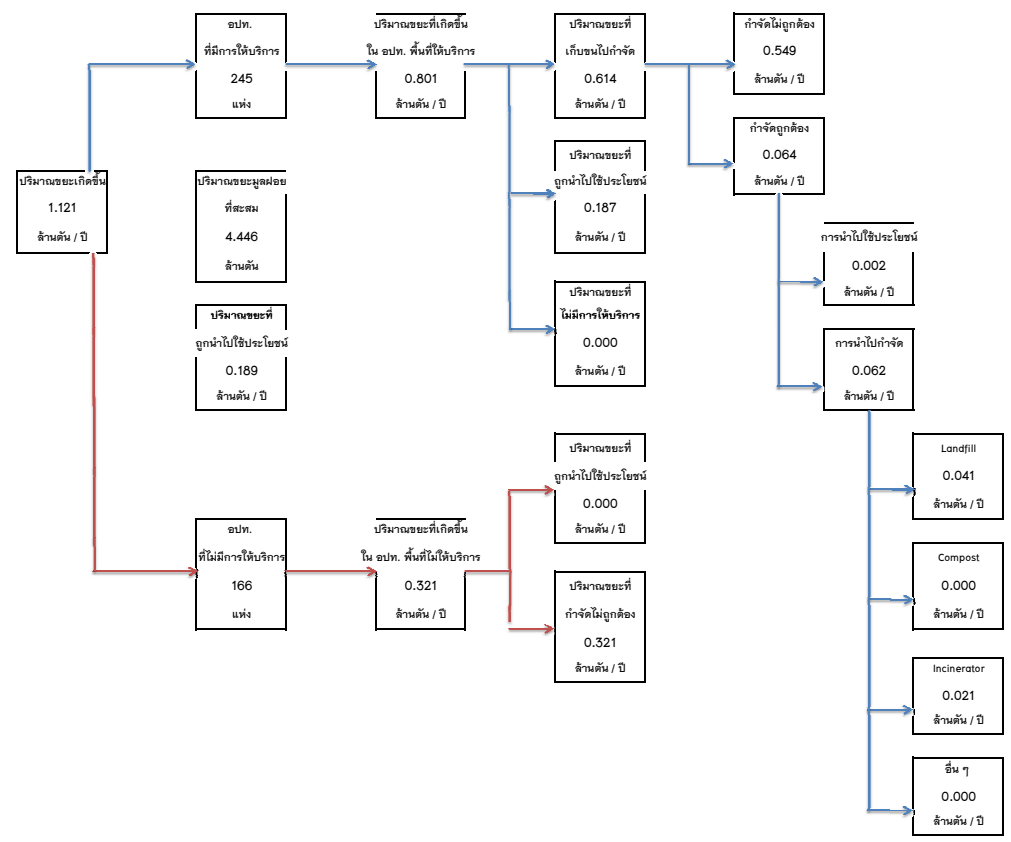 อปท.
ที่มีการให้บริการ
245
แห่ง
ปริมาณขยะที่เกิดขึ้น
ใน อปท. พื้นที่ให้บริการ
0.801
ล้านตัน / ปี
ปริมาณขยะที่
เก็บขนไปกำจัด
0.614
ล้านตัน / ปี
กำจัดไม่ถูกต้อง
0.549
ล้านตัน / ปี
กำจัดถูกต้อง
0.064
ล้านตัน / ปี
ปริมาณขยะเกิดขึ้น
1.121
ล้านตัน / ปี
ปริมาณขยะมูลฝอย
ที่สะสม
4.446
ล้านตัน
ปริมาณขยะที่
ถูกนำไปใช้ประโยชน์
0.187
ล้านตัน / ปี
การนำไปใช้ประโยชน์
0.002
ล้านตัน / ปี
ปริมาณขยะที่
ถูกนำไปใช้ประโยชน์
0.189
ล้านตัน / ปี
ปริมาณขยะที่
ไม่มีการให้บริการ
0.000
ล้านตัน / ปี
การนำไปกำจัด
0.062
ล้านตัน / ปี
ปริมาณขยะที่
ถูกนำไปใช้ประโยชน์
0.000
ล้านตัน / ปี
Landfill
0.041
ล้านตัน / ปี
อปท.
ที่ไม่มีการให้บริการ
166
แห่ง
ปริมาณขยะที่เกิดขึ้น
ใน อปท. พื้นที่ไม่ให้บริการ
0.321
ล้านตัน / ปี
ปริมาณขยะที่
กำจัดไม่ถูกต้อง
0.321
ล้านตัน / ปี
Compost
0.000
ล้านตัน / ปี
Incinerator
0.021
ล้านตัน / ปี
อื่น ๆ
0.000
ล้านตัน / ปี